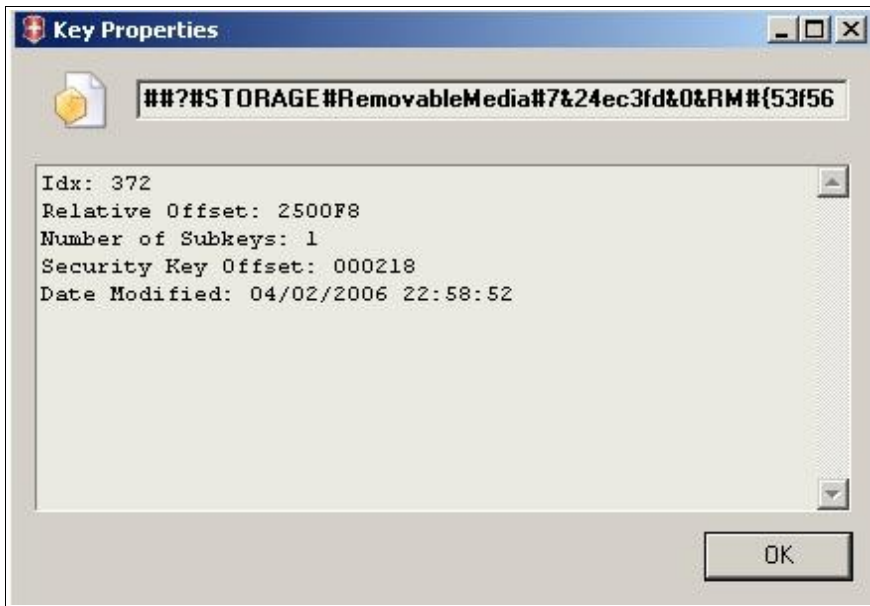 Key Properties
##?#STORAGE#RemovableMedia#7&24ec3fd&0&RM#{53f56
Idx: 372
Relative Offset: 2500F8
Number of Subkeys: 1
Security Key Offset: 000218
Date Modified: 04/02/2006 22:58:52
OK